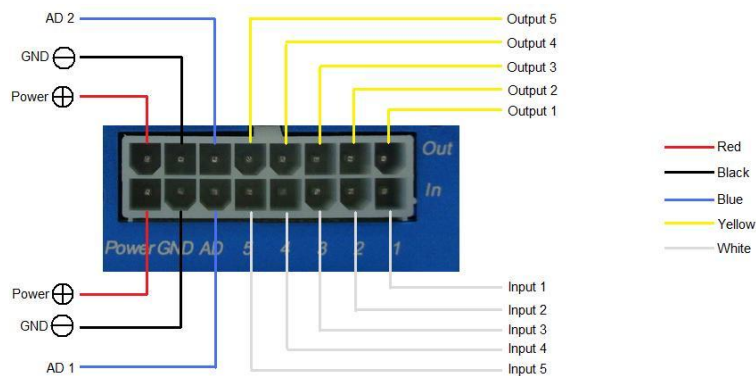 AD 2
GND
Power
Output 5
Output 4
Output 3
Output 2
Output 1
Out
In
Power GND AD 5 4 3 2 1
Red
Black
Blue
Yellow
White
Power
GND
AD 1
Input 1
Input 2
Input 3
Input 4
Input 5